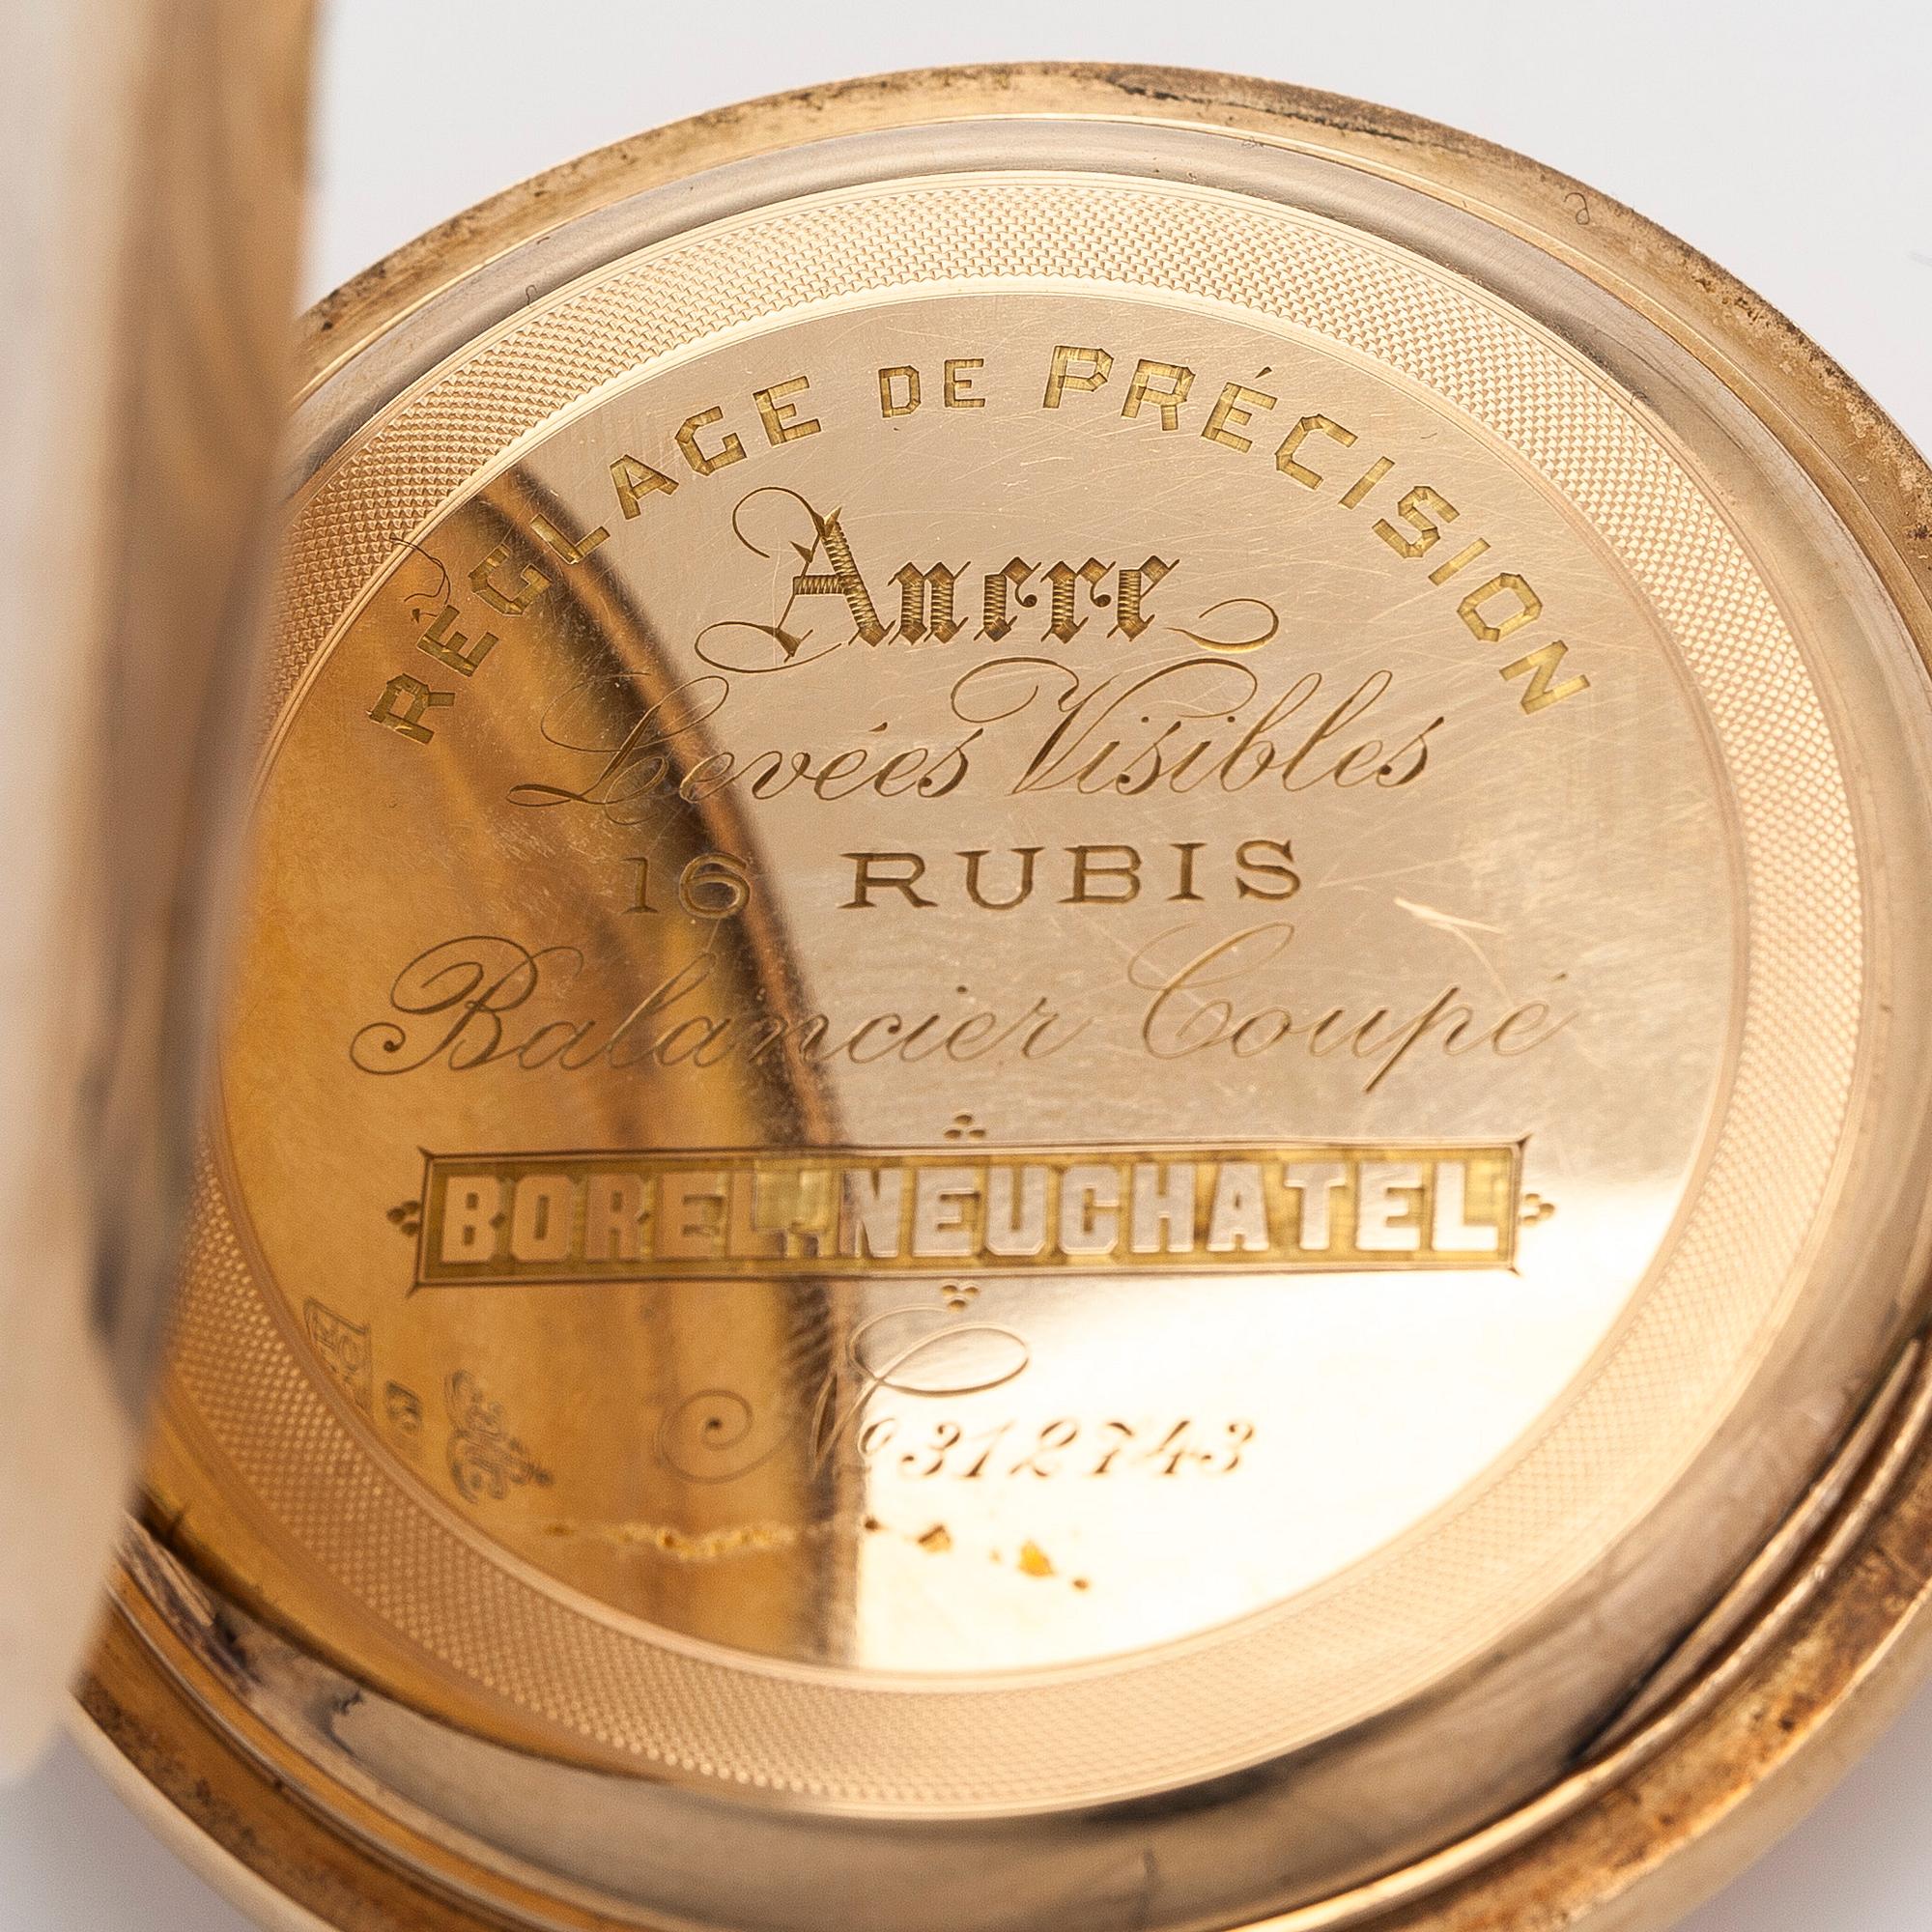 RÉGLAGE DE PRÉCISION
Ancre
Levées Visibles
16 RUBIS
Balancier Coupé
BOREL NEUCHATEL
No 312743